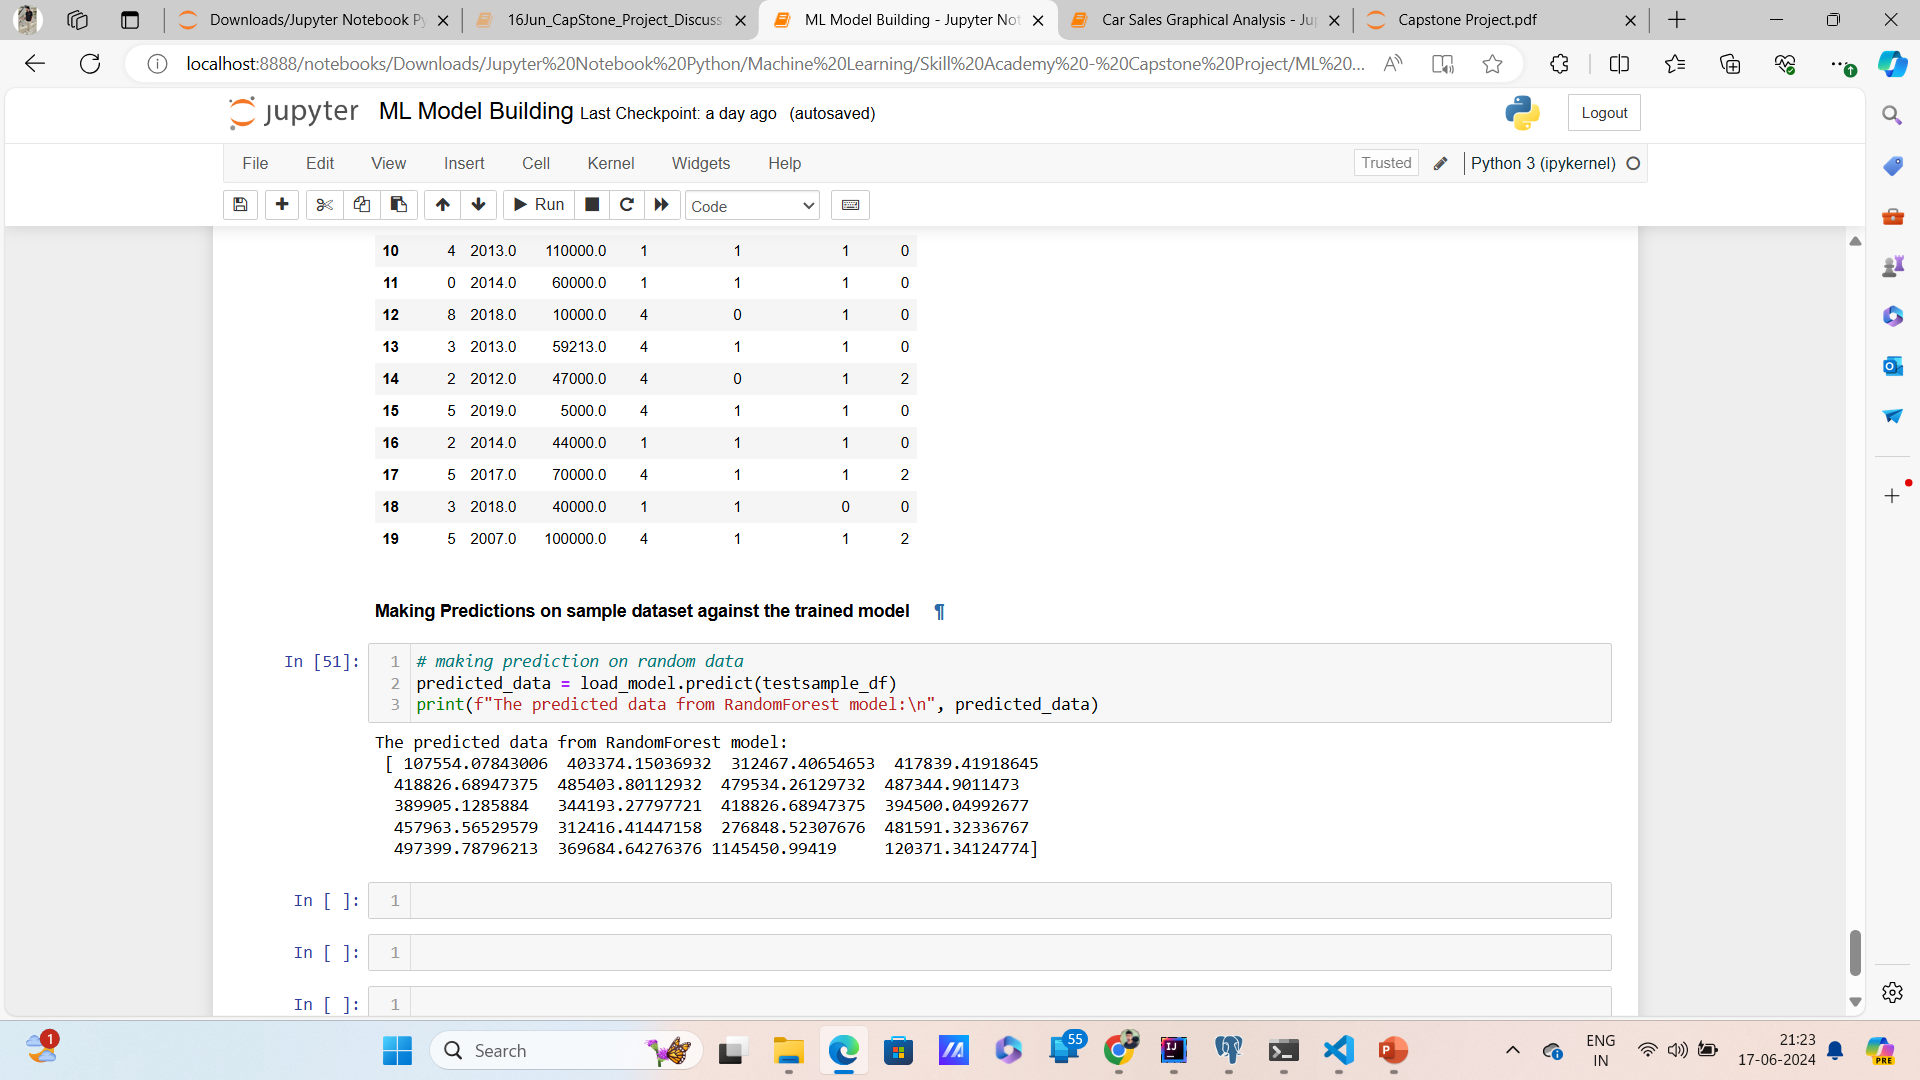 Downloads/Jupyter Notebook Py
16Jun_CapStone_Project_Discuss
ML Model Building - Jupyter Not
Car Sales Graphical Analysis - Ju
Capstone Project.pdf
localhost:8888/notebooks/Downloads/Jupyter%20Notebook%20Python/Machine%20Learning/Skill%20Academy%20-%20Capstone%20Project/ML%20...
jupyter ML Model Building Last Checkpoint: a day ago (autosaved)
Logout
File Edit View Insert Cell Kernel Widgets Help
Trusted Python 3 (ipykernel)
Run Code
10 4 2013.0 110000.0 1 1 1 0
11 0 2014.0 60000.0 1 1 1 0
12 8 2018.0 10000.0 4 0 1 0
13 3 2013.0 59213.0 4 1 1 0
14 2 2012.0 47000.0 4 0 1 2
15 5 2019.0 5000.0 4 1 1 0
16 2 2014.0 44000.0 1 1 1 0
17 5 2017.0 70000.0 4 1 1 2
18 3 2018.0 40000.0 1 1 0 0
19 5 2007.0 100000.0 4 1 1 2
Making Predictions on sample dataset against the trained model ¶
In [51]:
1 # making prediction on random data
2 predicted_data = load_model.predict(testsample_df)
3 print(f"The predicted data from RandomForest model:\n", predicted_data)
The predicted data from RandomForest model:
[ 107554.07843006 403374.15036932 312467.40654653 417839.41918645
418826.68947375 485403.80112932 479534.26129732 487344.9011473
389905.1285884 344193.27797721 418826.68947375 394500.04992677
457963.56529579 312416.41447158 276848.52307676 481591.32336767
497399.78796213 369684.64276376 1145450.99419 120371.34124774]
In [ ]: 1
In [ ]: 1
In [ ]: 1
1
Search
55
IJ
P
PRE
ENG
IN
21:23
17-06-2024